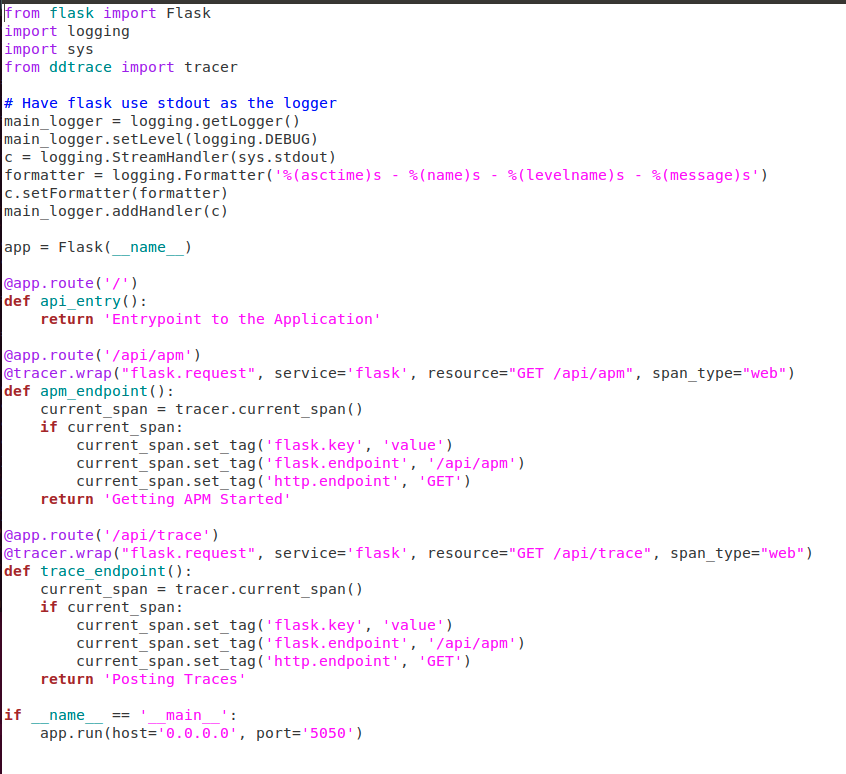 from flask import Flask
import logging
import sys
from ddtrace import tracer

# Have flask use stdout as the logger
main_logger = logging.getLogger()
main_logger.setLevel(logging.DEBUG)
c = logging.StreamHandler(sys.stdout)
formatter = logging.Formatter('%(asctime)s - %(name)s - %(levelname)s - %(message)s')
c.setFormatter(formatter)
main_logger.addHandler(c)

app = Flask(__name__)

@app.route('/')
def api_entry():
    return 'Entrypoint to the Application'

@app.route('/api/apm')
@tracer.wrap("flask.request", service='flask', resource="GET /api/apm", span_type="web")
def apm_endpoint():
    current_span = tracer.current_span()
    if current_span:
        current_span.set_tag('flask.key', 'value')
        current_span.set_tag('flask.endpoint', '/api/apm')
        current_span.set_tag('http.endpoint', 'GET')
    return 'Getting APM Started'

@app.route('/api/trace')
@tracer.wrap("flask.request", service='flask', resource="GET /api/trace", span_type="web")
def trace_endpoint():
    current_span = tracer.current_span()
    if current_span:
        current_span.set_tag('flask.key', 'value')
        current_span.set_tag('flask.endpoint', '/api/apm')
        current_span.set_tag('http.endpoint', 'GET')
    return 'Posting Traces'

if __name__ == '__main__':
    app.run(host='0.0.0.0', port='5050')